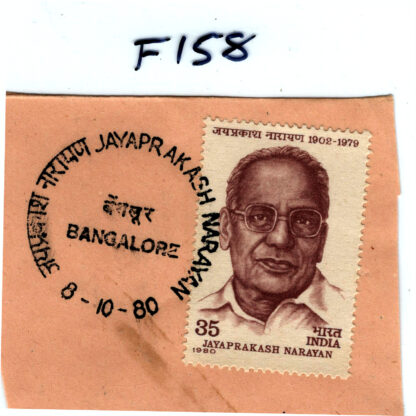 F158
जयप्रकाश नारायण JAYAPRAKASH NARAYAN
बेंगलूर
BANGALORE
8-10-80
जयप्रकाश नारायण 1902-1979
35
भारत
INDIA
JAYAPRAKASH NARAYAN
1980